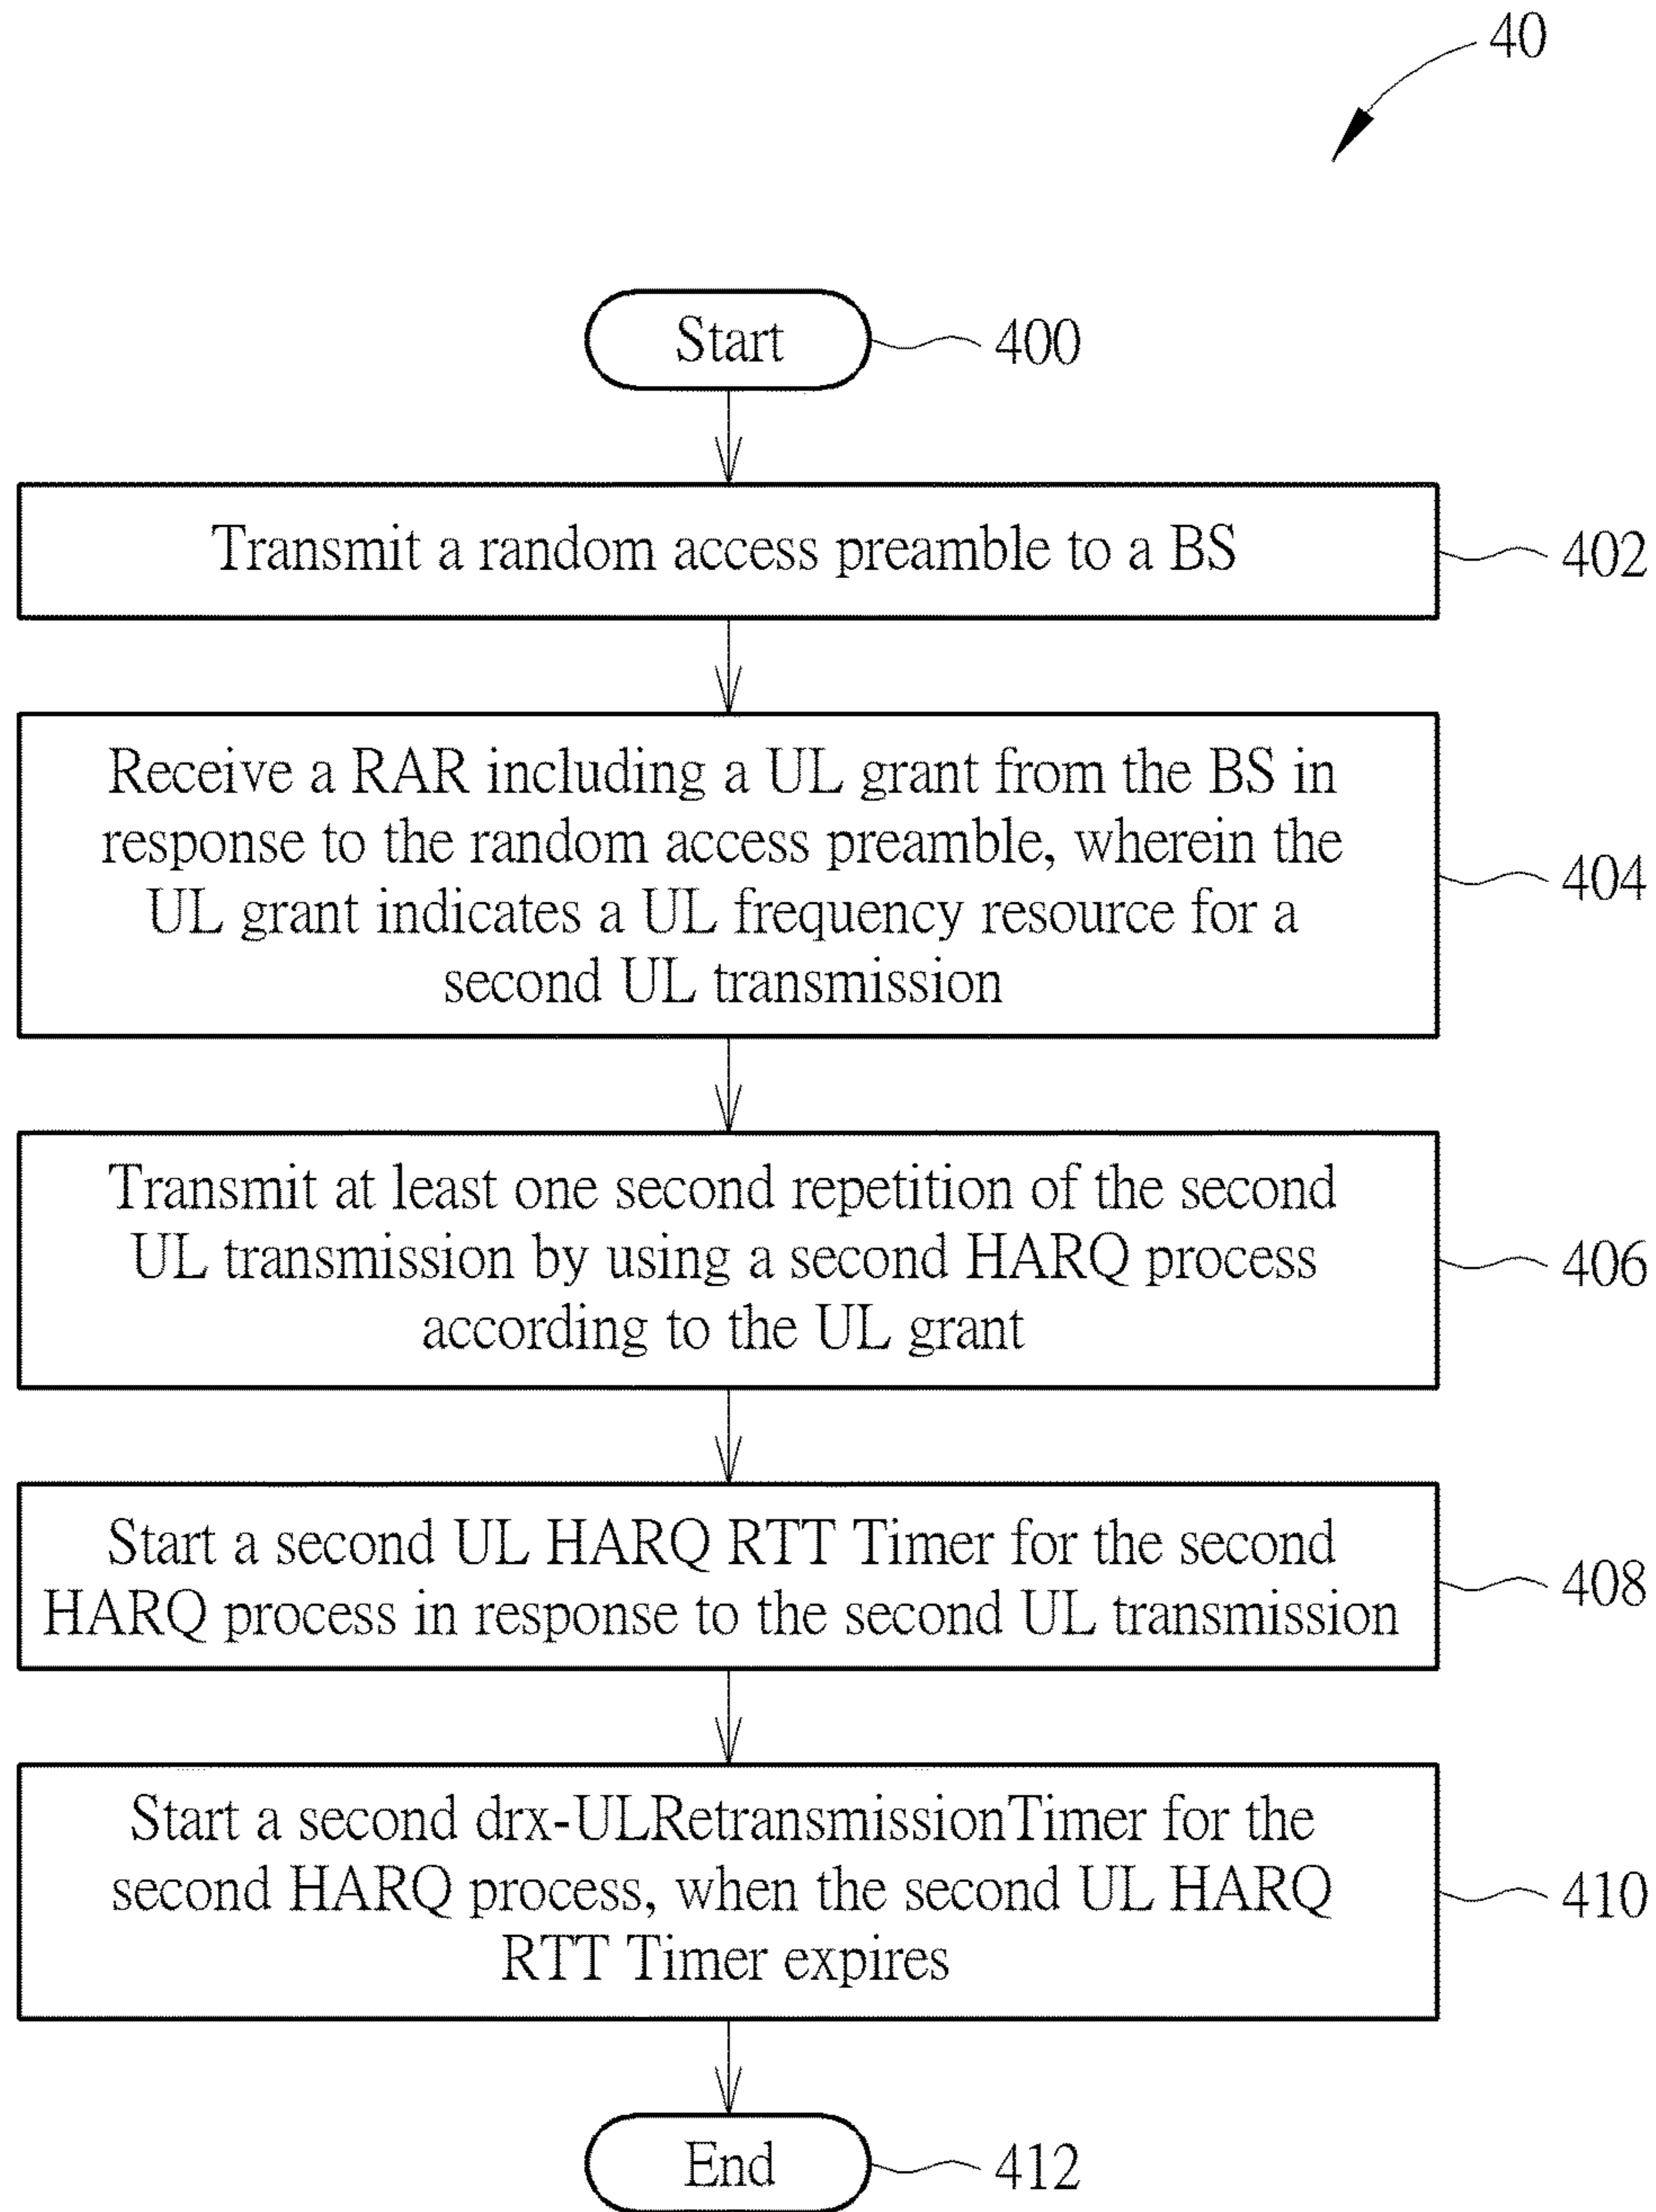 40
Start
400
Transmit a random access preamble to a BS
402
Receive a RAR including a UL grant from the BS in
response to the random access preamble, wherein the
UL grant indicates a UL frequency resource for a
second UL transmission
404
Transmit at least one second repetition of the second
UL transmission by using a second HARQ process
according to the UL grant
406
Start a second UL HARQ RTT Timer for the second
HARQ process in response to the second UL transmission
408
Start a second drx-ULRetransmissionTimer for the
second HARQ process, when the second UL HARQ
RTT Timer expires
410
End
412